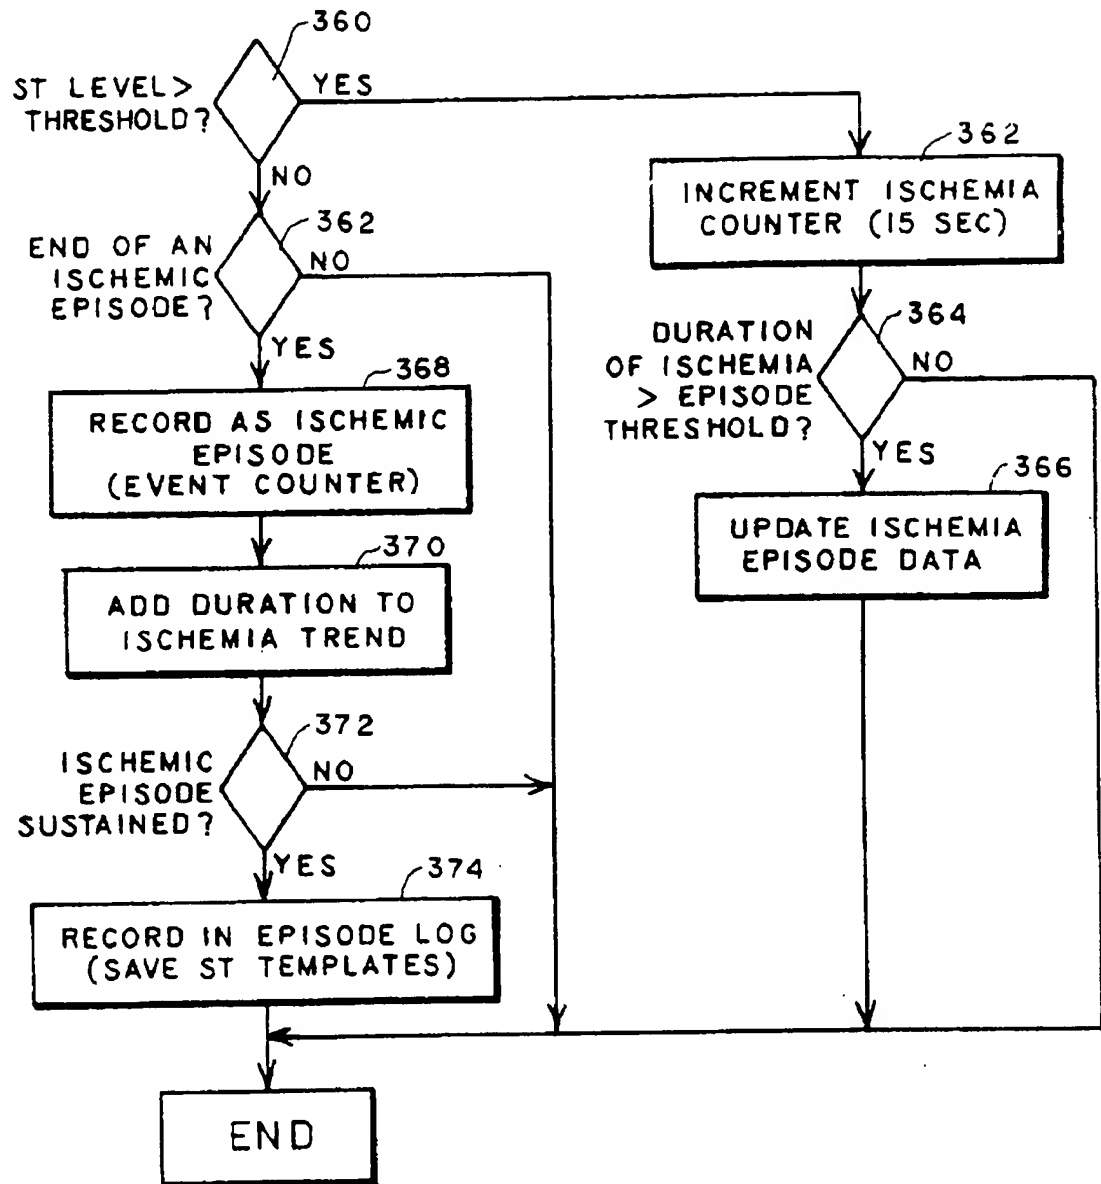 360
ST LEVEL >
THRESHOLD?
YES
NO
362
INCREMENT ISCHEMIA
COUNTER (15 SEC)
362
END OF AN
ISCHEMIC
EPISODE?
NO
YES
364
DURATION
OF ISCHEMIA
> EPISODE
THRESHOLD?
NO
YES
368
RECORD AS ISCHEMIC
EPISODE
(EVENT COUNTER)
366
UPDATE ISCHEMIA
EPISODE DATA
370
ADD DURATION TO
ISCHEMIA TREND
372
ISCHEMIC
EPISODE
SUSTAINED?
NO
YES
374
RECORD IN EPISODE LOG
(SAVE ST TEMPLATES)
END